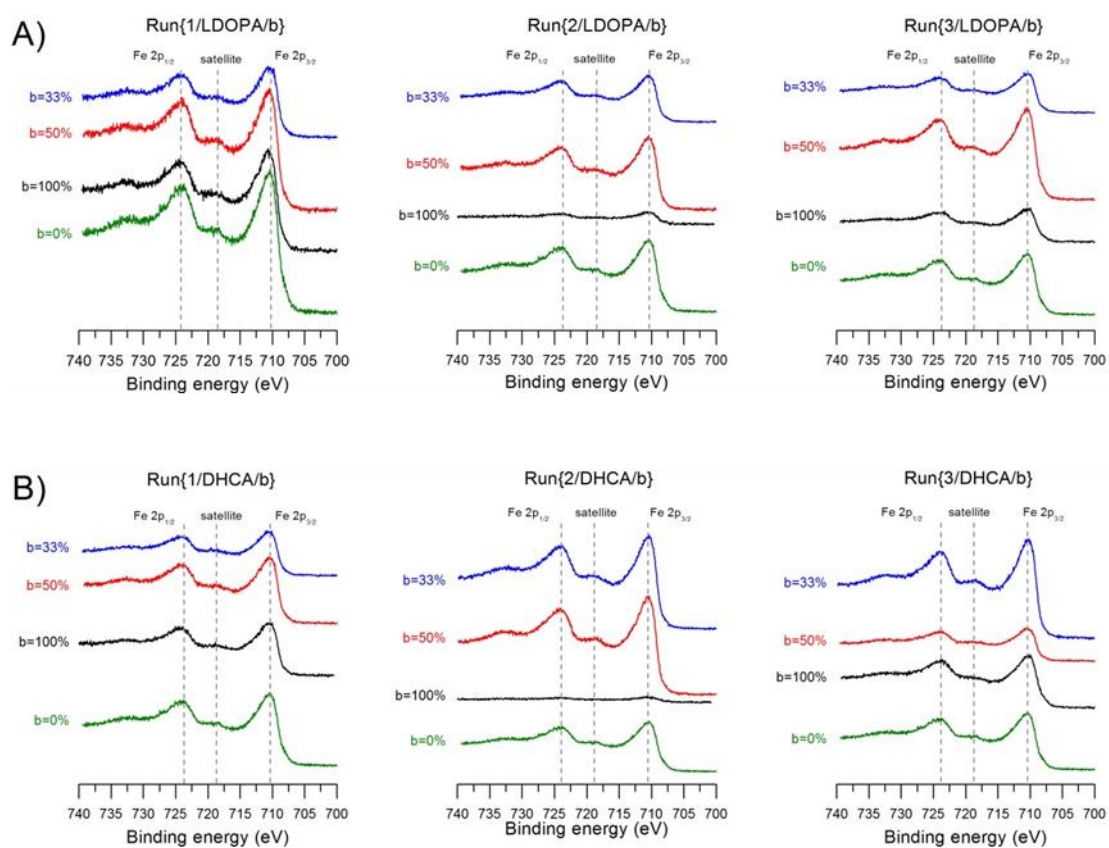 A)
Run{1/LDOPA/b}
Fe 2p1/2 satellite Fe 2p3/2
b=33%
b=50%
b=100%
b=0%
740 735 730 725 720 715 710 705 700
Binding energy (eV)
Run{2/LDOPA/b}
Fe 2p1/2 satellite Fe 2p3/2
b=33%
b=50%
b=100%
b=0%
740 735 730 725 720 715 710 705 700
Binding energy (eV)
Run{3/LDOPA/b}
Fe 2p1/2 satellite Fe 2p3/2
b=33%
b=50%
b=100%
b=0%
740 735 730 725 720 715 710 705 700
Binding energy (eV)
B)
Run{1/DHCA/b}
Fe 2p1/2 satellite Fe 2p3/2
b=33%
b=50%
b=100%
b=0%
740 735 730 725 720 715 710 705 700
Binding energy (eV)
Run{2/DHCA/b}
Fe 2p1/2 satellite Fe 2p3/2
b=33%
b=50%
b=100%
b=0%
740 735 730 725 720 715 710 705 700
Binding energy (eV)
Run{3/DHCA/b}
Fe 2p1/2 satellite Fe 2p3/2
b=33%
b=50%
b=100%
b=0%
740 735 730 725 720 715 710 705 700
Binding energy (eV)